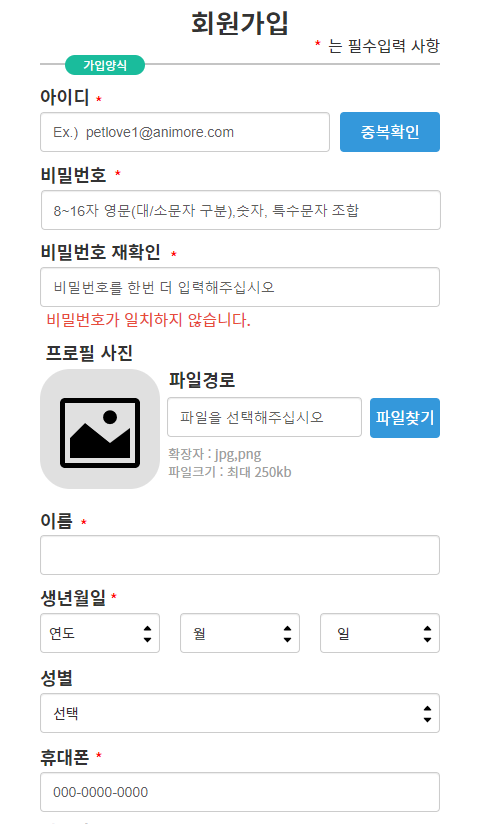 회원가입
* 는 필수입력 사항
가입양식
아이디 *
Ex.) petlove1@animore.com
중복확인
비밀번호 *
8~16자 영문(대/소문자 구분),숫자, 특수문자 조합
비밀번호 재확인 *
비밀번호를 한번 더 입력해주십시오
비밀번호가 일치하지 않습니다.
프로필 사진
파일경로
파일을 선택해주십시오
파일찾기
확장자 : jpg,png
파일크기 : 최대 250kb
이름 *
생년월일 *
연도 월 일
성별
선택
휴대폰 *
000-0000-0000